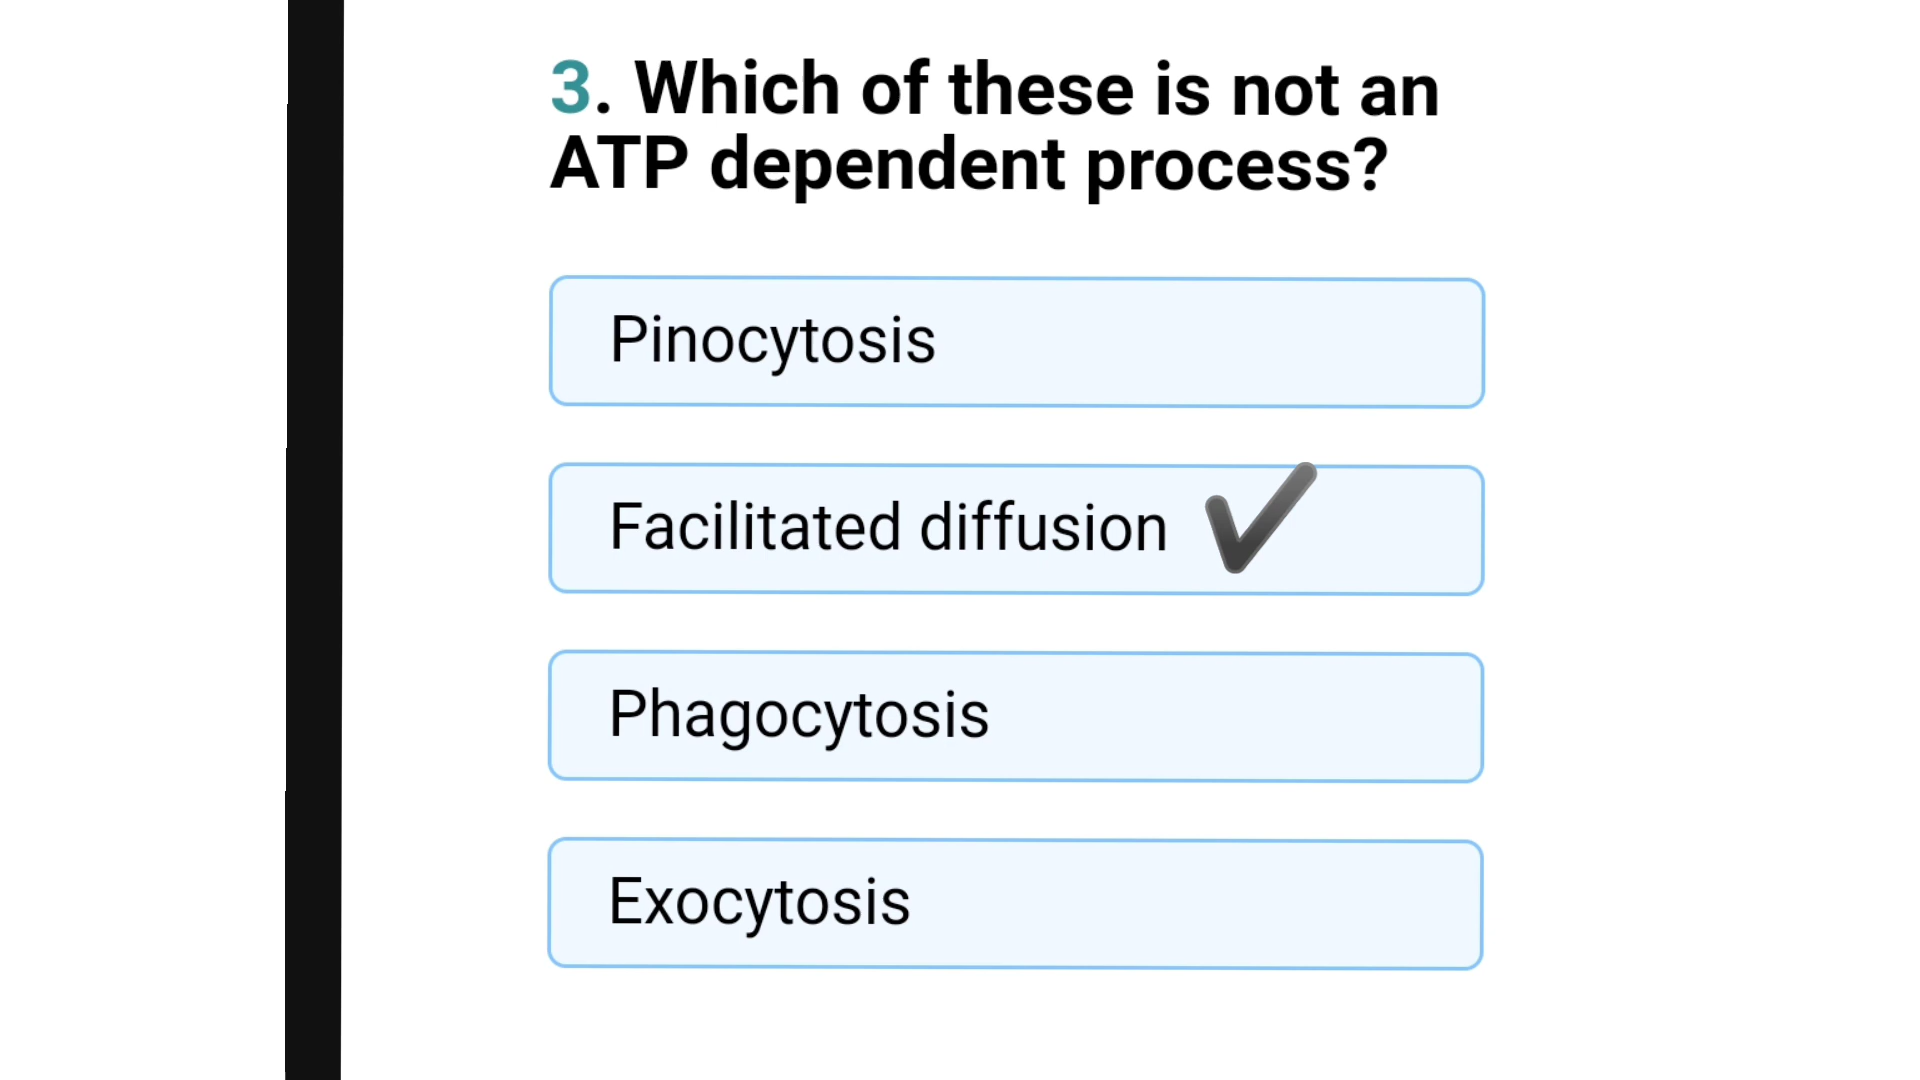 3. Which of these is not an
ATP dependent process?
Pinocytosis
Facilitated diffusion ✔
Phagocytosis
Exocytosis